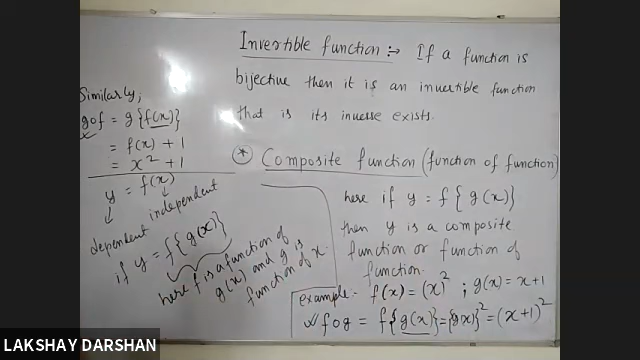 Invertible function :- If a function is
bijective then it is an invertible function
that is its inverse exists.
* Composite function (function of function)
here if y = f{g(x)}
then y is a composite
function or function of
function.
example:- f(x) = (x)² ; g(x) = x+1
✓ fog = f{g(x)} = {g(x)}² = (x+1)²
Similarly,
gof = g{f(x)}
= f(x) + 1
= x² + 1
y = f(x)
dependent independent
if y = f{g(x)}
here f is a function of
g(x) and g is
function of x.
LAKSHAY DARSHAN